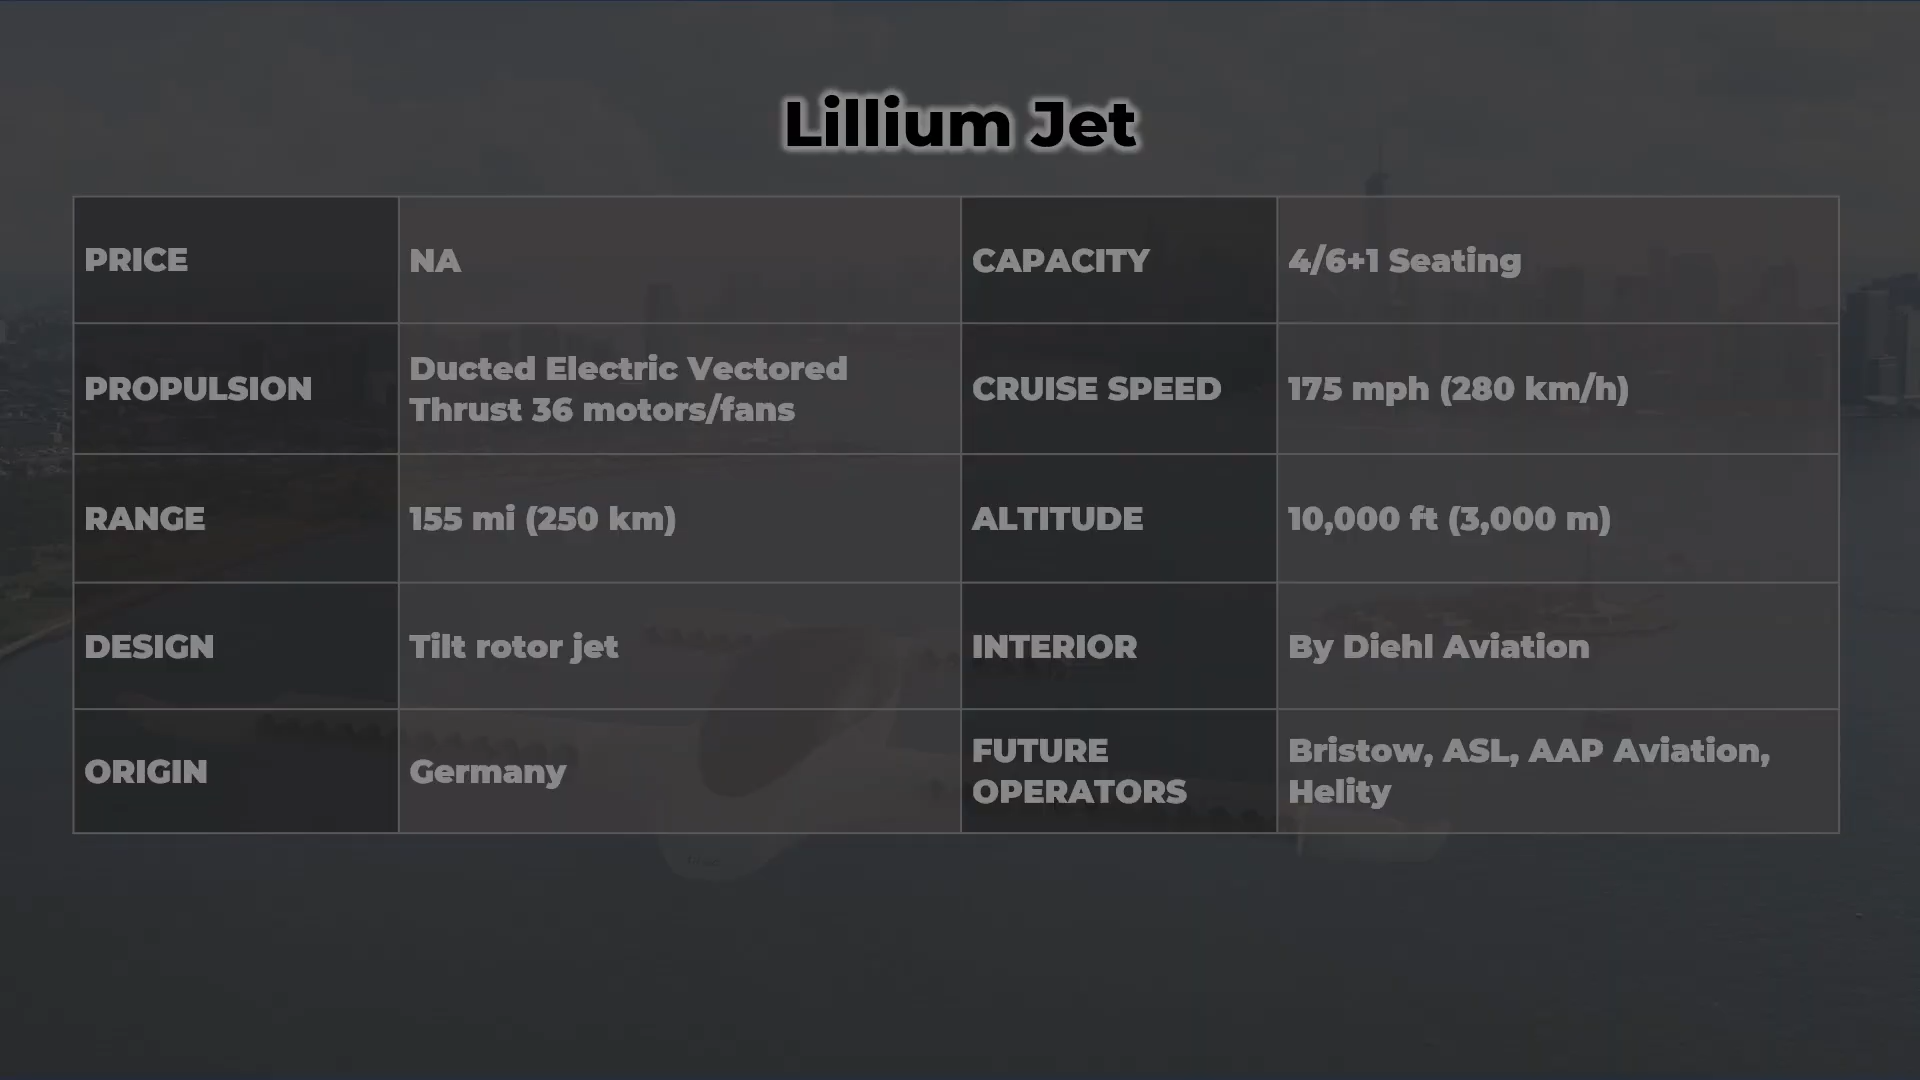 Lillium Jet
PRICE
NA
CAPACITY
4/6+1 Seating
PROPULSION
Ducted Electric Vectored
Thrust 36 motors/fans
CRUISE SPEED
175 mph (280 km/h)
RANGE
155 mi (250 km)
ALTITUDE
10,000 ft (3,000 m)
DESIGN
Tilt rotor jet
INTERIOR
By Diehl Aviation
ORIGIN
Germany
FUTURE
OPERATORS
Bristow, ASL, AAP Aviation,
Helity